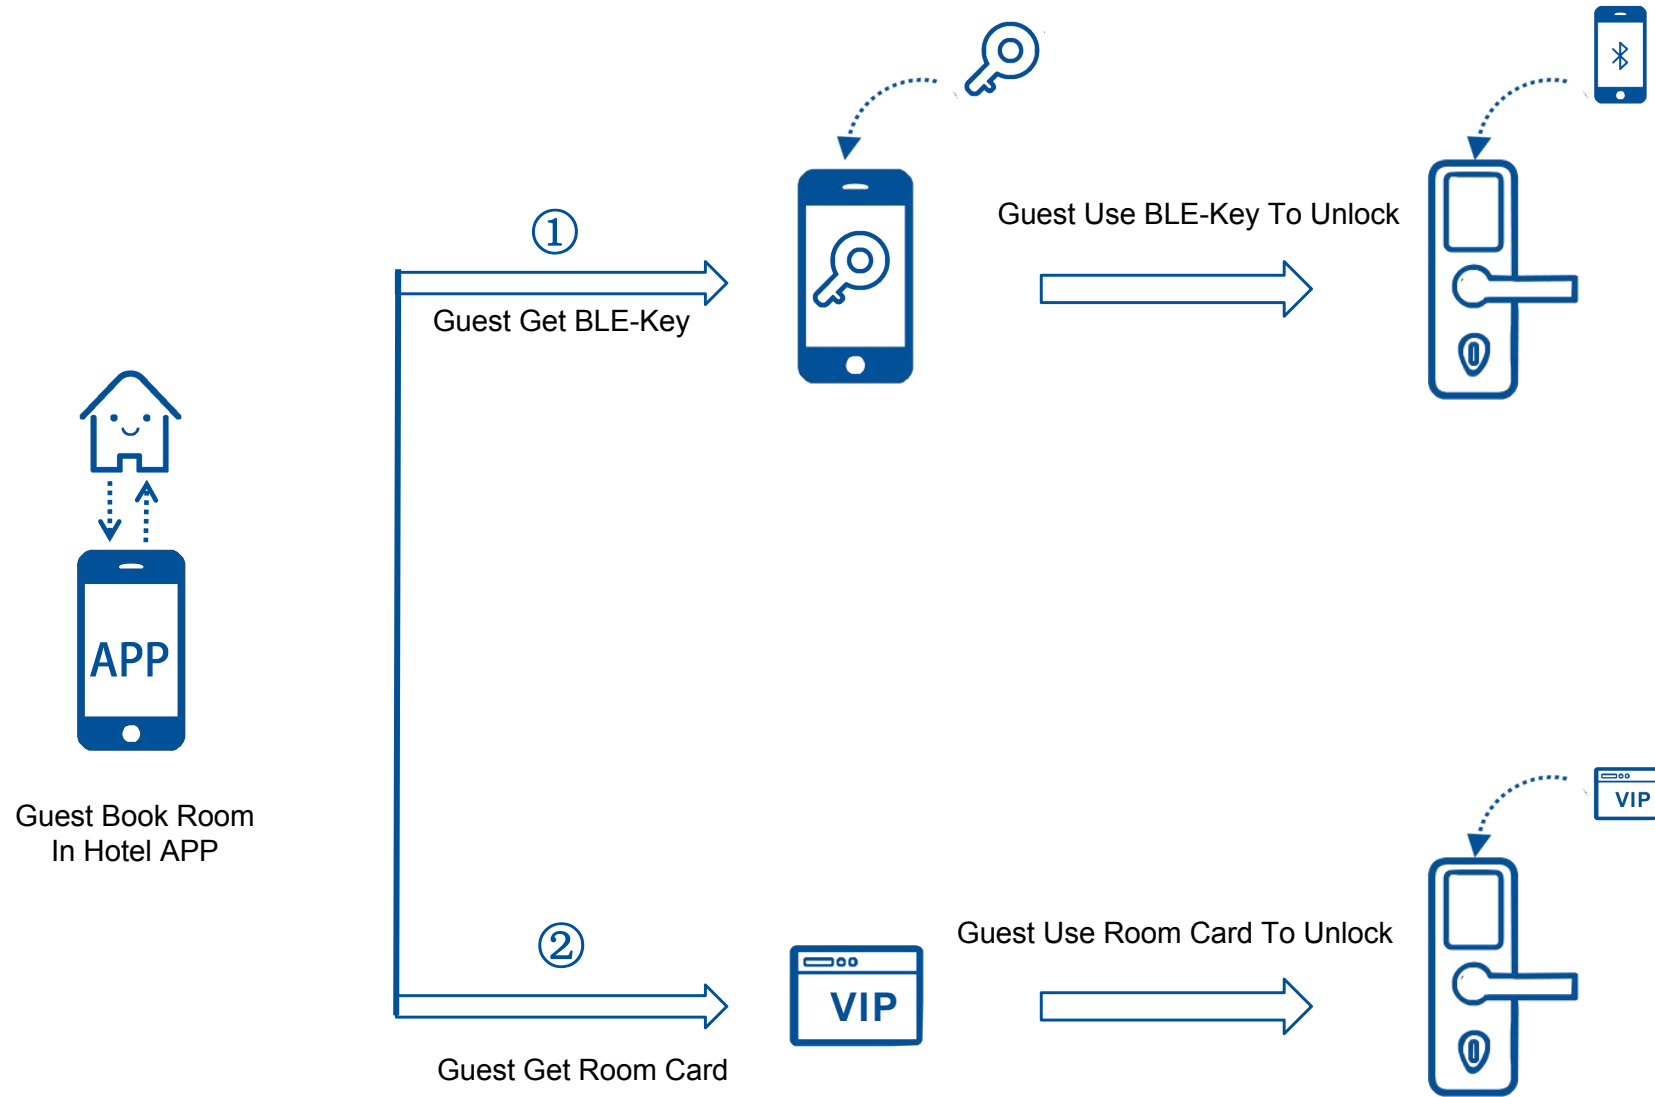 ①
Guest Get BLE-Key
Guest Use BLE-Key To Unlock
APP
Guest Book Room
In Hotel APP
②
Guest Get Room Card
VIP
Guest Use Room Card To Unlock
VIP